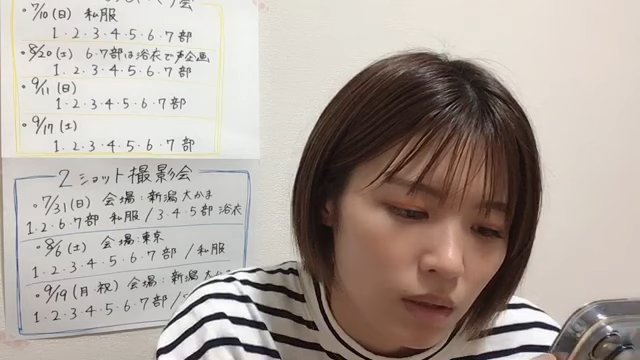 り会
・7/10(日) 私服
1・2・3・4・5・6・7部
・8/20(土) 6・7部は浴衣で声企画
1・2・3・4・5・6・7部
・9/11(日)
1・2・3・4・5・6・7部
・9/17(土)
1・2・3・4・5・6・7部
2ショット撮影会
・7/31(日) 会場:新潟 大かま
1・2・6・7部 私服/3・4・5部 浴衣
・8/6(土) 会場:東京
1・2・3・4・5・6・7部/私服
・9/19(月・祝) 会場:新潟 大か
1・2・3・4・5・6・7部/